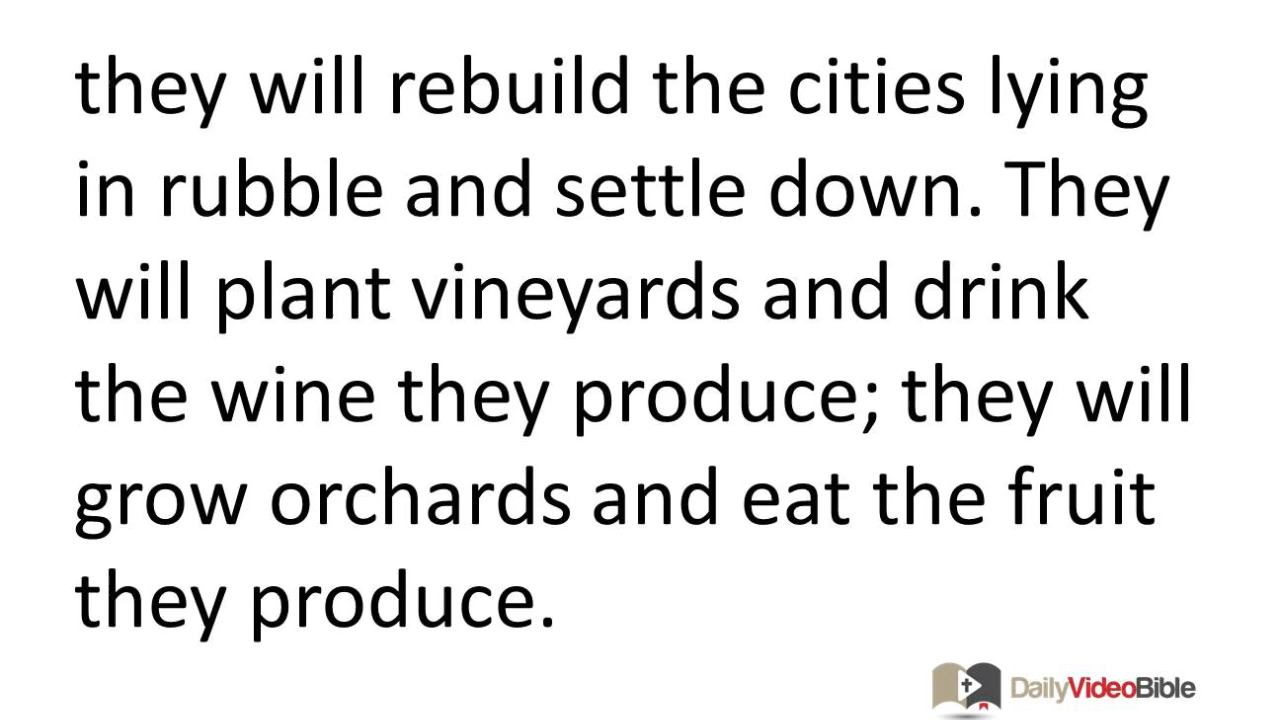 they will rebuild the cities lying
in rubble and settle down. They
will plant vineyards and drink
the wine they produce; they will
grow orchards and eat the fruit
they produce.
DailyVideoBible